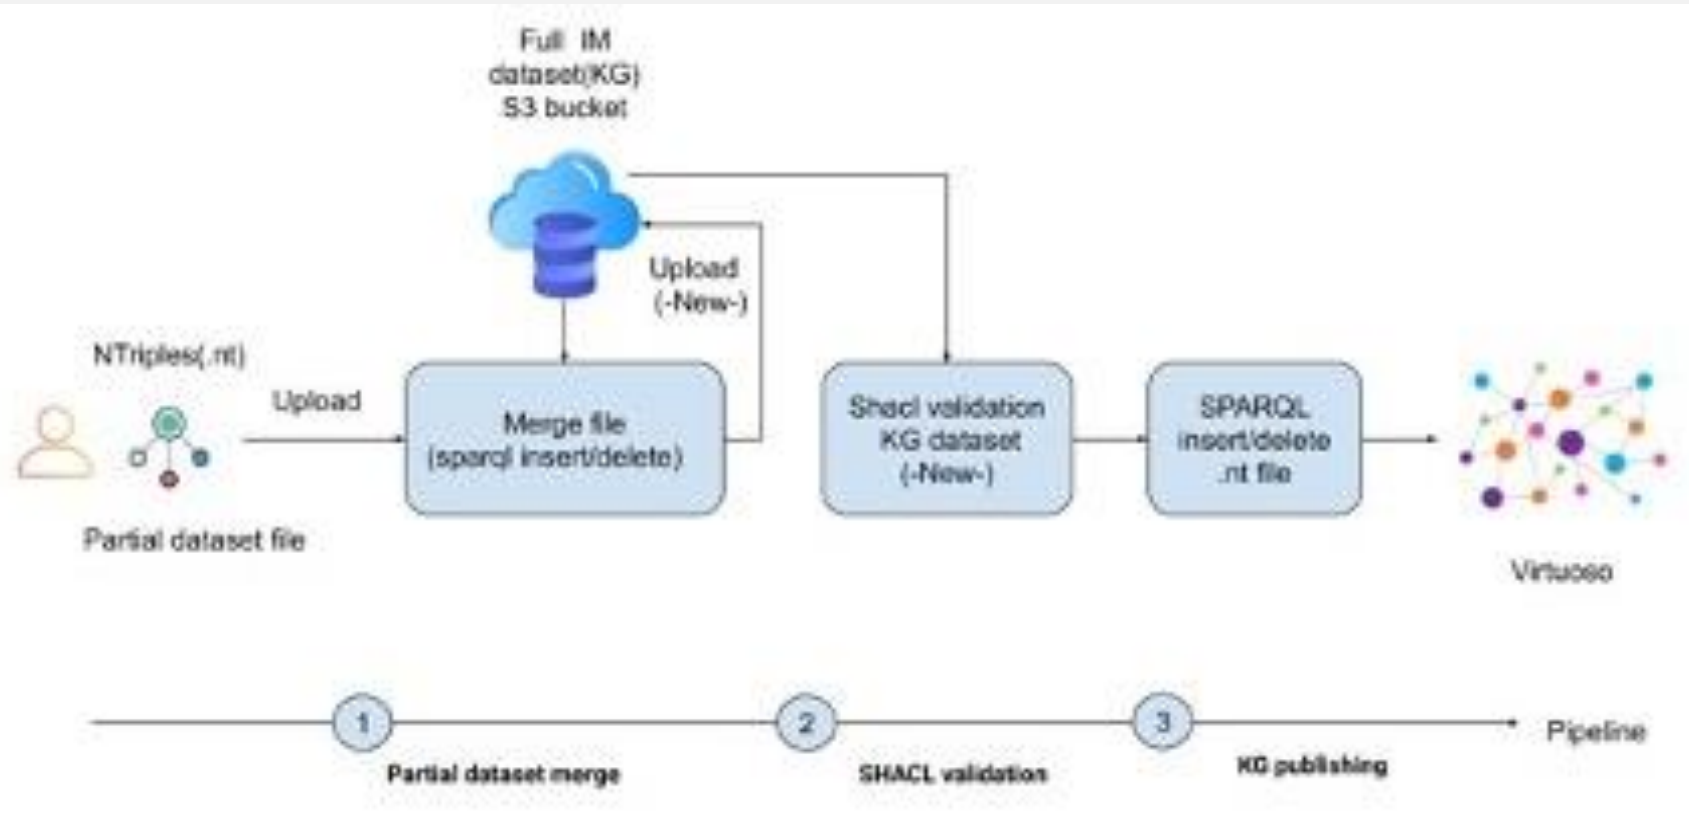 Full IM
dataset(KG)
S3 bucket
Upload
(-New-)
NTriples(.nt)
Upload
Partial dataset file
Merge file
(sparql insert/delete)
Shacl validation
KG dataset
(-New-)
SPARQL
insert/delete
.nt file
Virtuoso
1
2
3
Pipeline
Partial dataset merge
SHACL validation
KG publishing